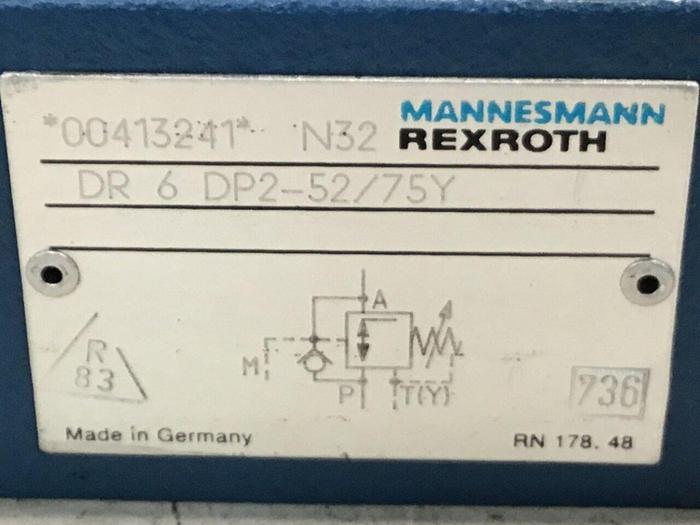 *00413241* N32 MANNESMANN
REXROTH
DR 6 DP2-52/75Y
A
M
P T(Y)
R
83
736
Made in Germany
RN 178.48